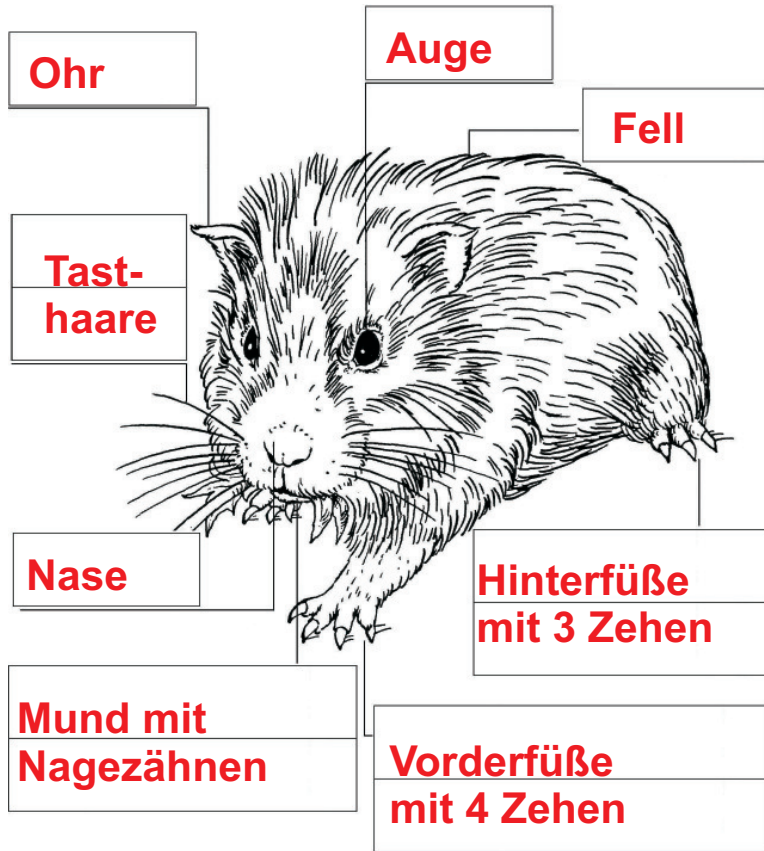 Ohr
Auge
Fell
Tast-
haare
Nase
Hinterfüße
mit 3 Zehen
Mund mit
Nagezähnen
Vorderfüße
mit 4 Zehen